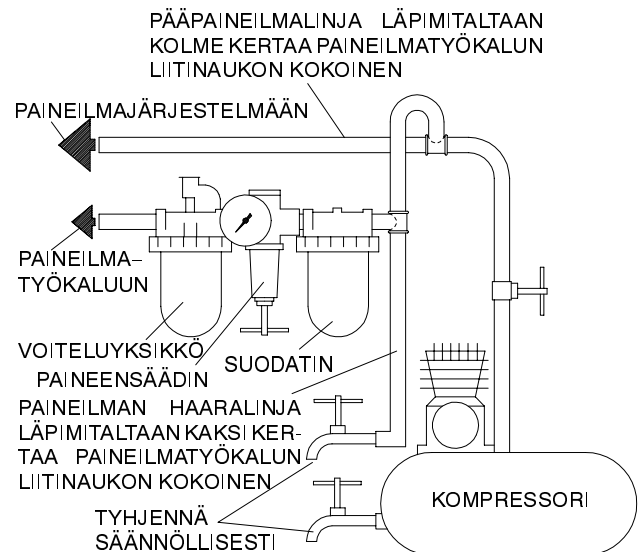 PÄÄPAINEILMALINJA LÄPIMITALTAAN
KOLME KERTAA PAINEILMATYÖKALUN
LIITINAUKON KOKOINEN
PAINEILMAJÄRJESTELMÄÄN
PAINEILMA–
TYÖKALUUN
VOITELUYKSIKKÖ
SUODATIN
PAINEENSÄÄDIN
PAINEILMAN HAARALINJA
LÄPIMITALTAAN KAKSI KER-
TAA PAINEILMATYÖKALUN
LIITINAUKON KOKOINEN
KOMPRESSORI
TYHJENNÄ
SÄÄNNÖLLISESTI